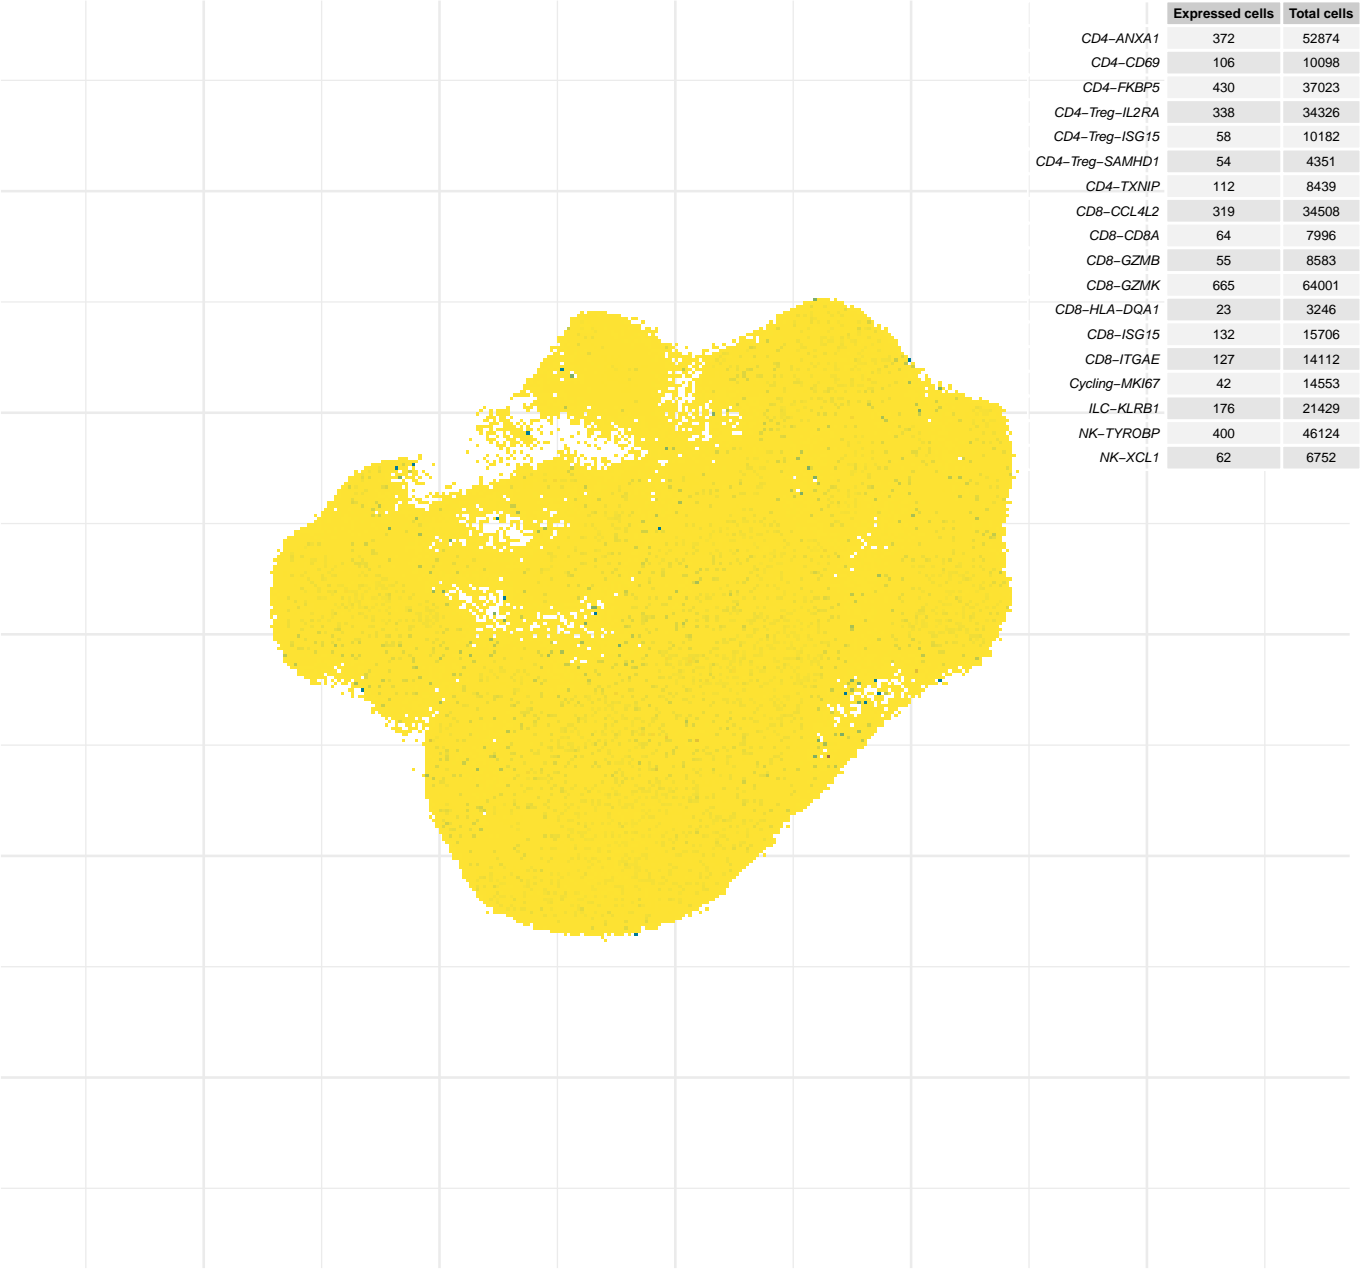 Expressed cells Total cells
CD4−ANXA1 372 52874
CD4−CD69 106 10098
CD4−FKBP5 430 37023
CD4−Treg−IL2RA 338 34326
CD4−Treg−ISG15 58 10182
CD4−Treg−SAMHD1 54 4351
CD4−TXNIP 112 8439
CD8−CCL4L2 319 34508
CD8−CD8A 64 7996
CD8−GZMB 55 8583
CD8−GZMK 665 64001
CD8−HLA−DQA1 23 3246
CD8−ISG15 132 15706
CD8−ITGAE 127 14112
Cycling−MKI67 42 14553
ILC−KLRB1 176 21429
NK−TYROBP 400 46124
NK−XCL1 62 6752